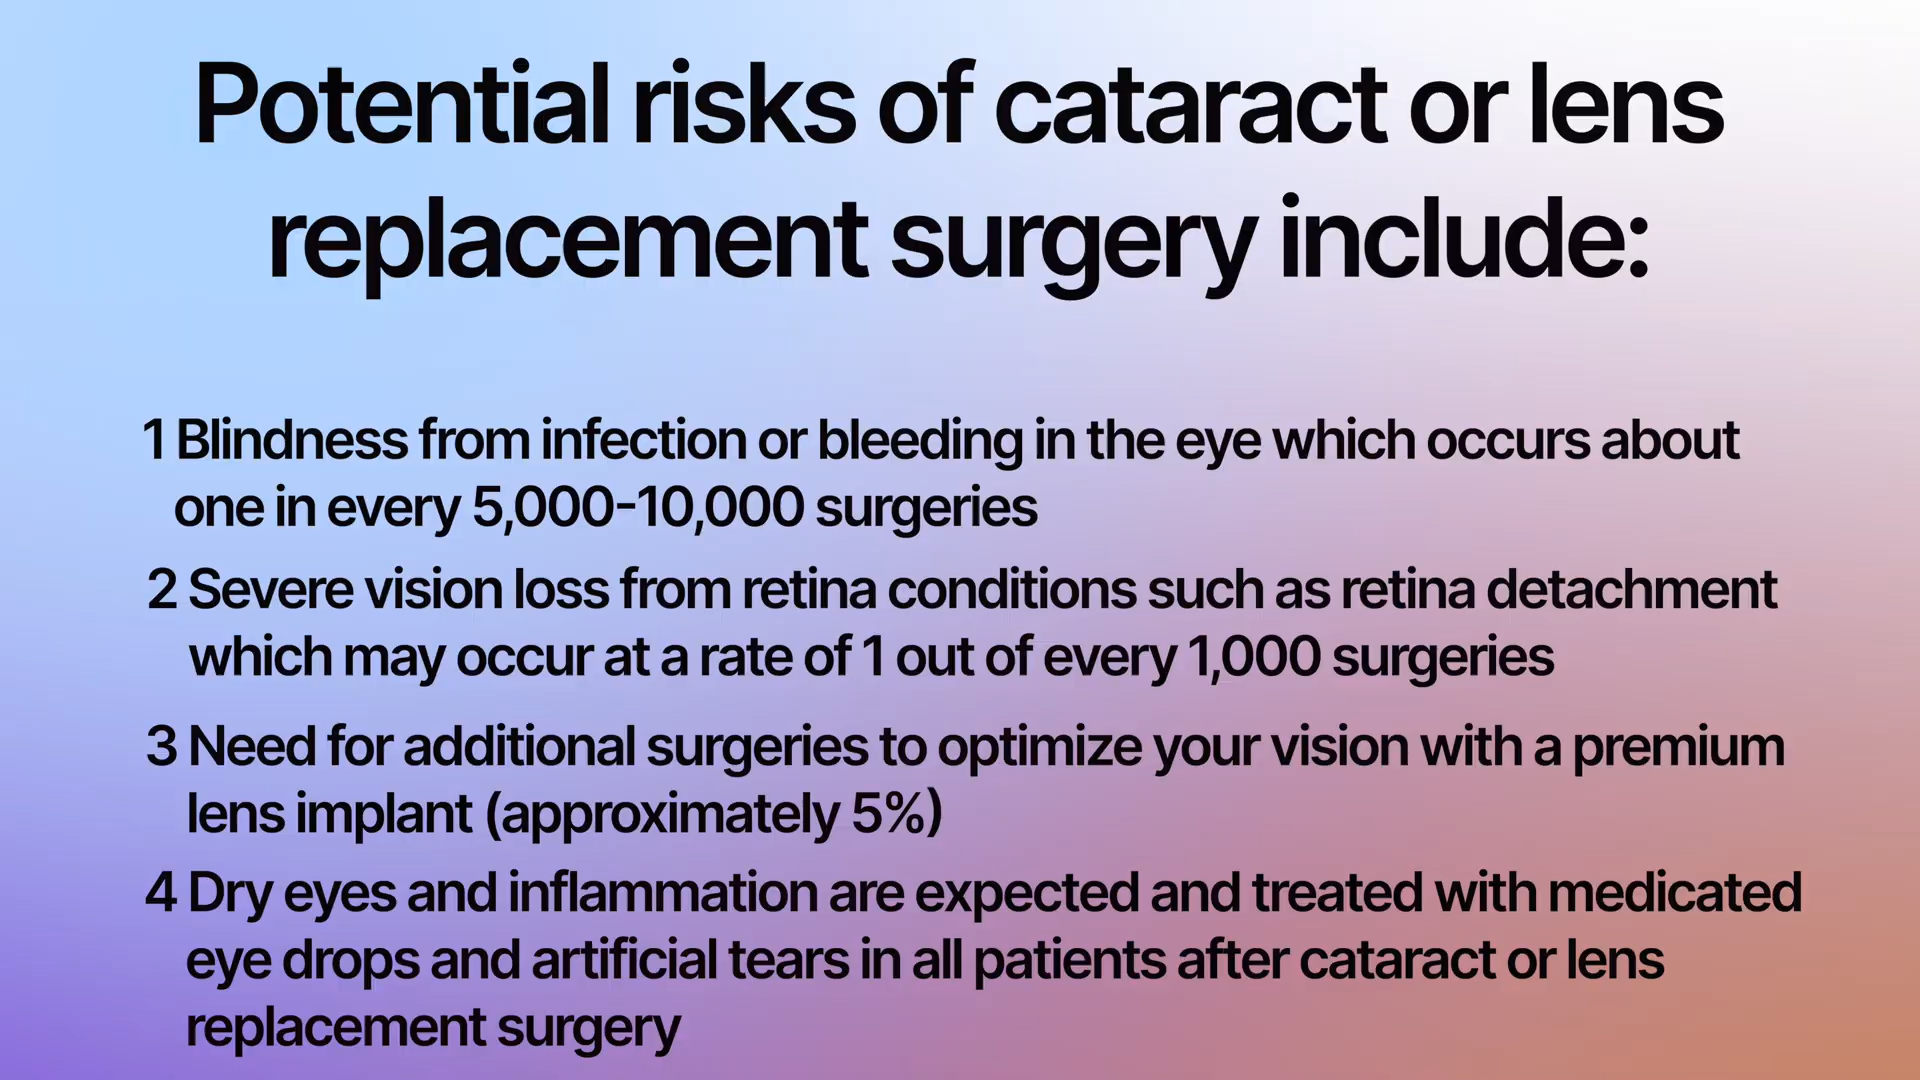 Potential risks of cataract or lens
replacement surgery include:
1 Blindness from infection or bleeding in the eye which occurs about
one in every 5,000-10,000 surgeries
2 Severe vision loss from retina conditions such as retina detachment
which may occur at a rate of 1 out of every 1,000 surgeries
3 Need for additional surgeries to optimize your vision with a premium
lens implant (approximately 5%)
4 Dry eyes and inflammation are expected and treated with medicated
eye drops and artificial tears in all patients after cataract or lens
replacement surgery